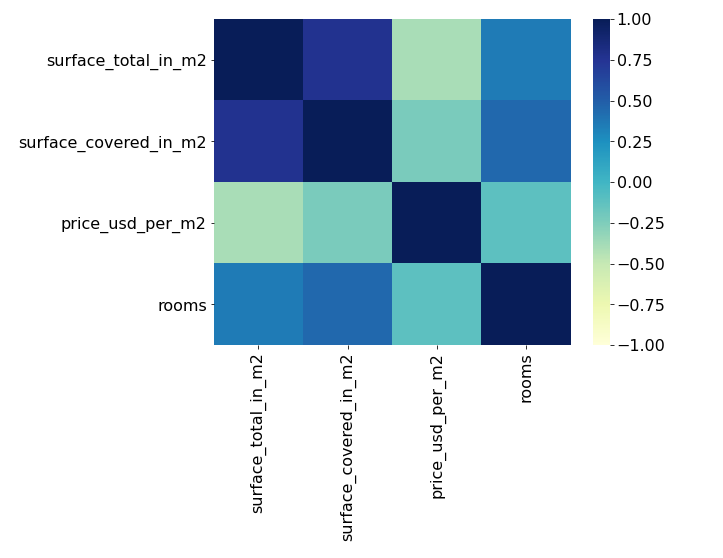 surface_total_in_m2
surface_covered_in_m2
price_usd_per_m2
rooms
surface_total_in_m2
surface_covered_in_m2
price_usd_per_m2
rooms
1.00
0.75
0.50
0.25
0.00
−0.25
−0.50
−0.75
−1.00